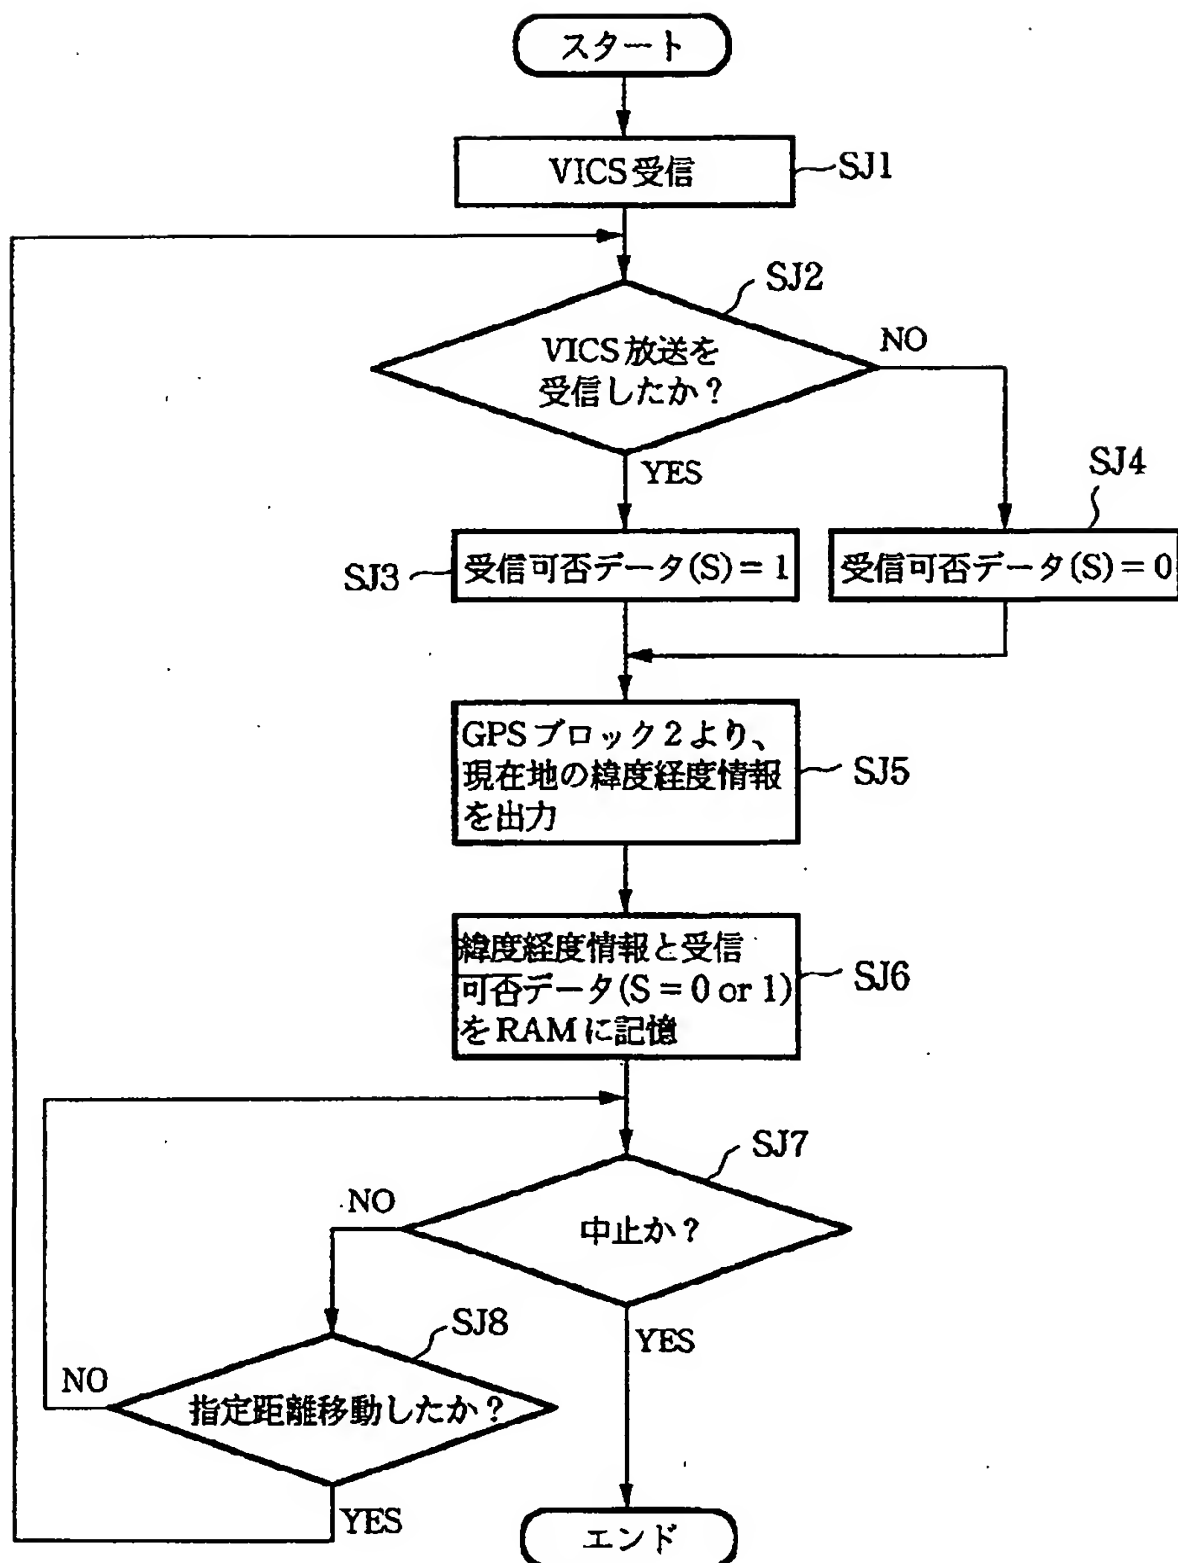 スタート
VICS受信
SJ1
SJ2
VICS放送を
受信したか?
NO
YES
SJ4
SJ3
受信可否データ(S) = 1
受信可否データ(S) = 0
GPSブロック2より、
現在地の緯度経度情報
を出力
SJ5
緯度経度情報と受信
可否データ(S = 0 or 1)
をRAMに記憶
SJ6
SJ7
NO
中止か?
YES
SJ8
NO
指定距離移動したか?
YES
エンド